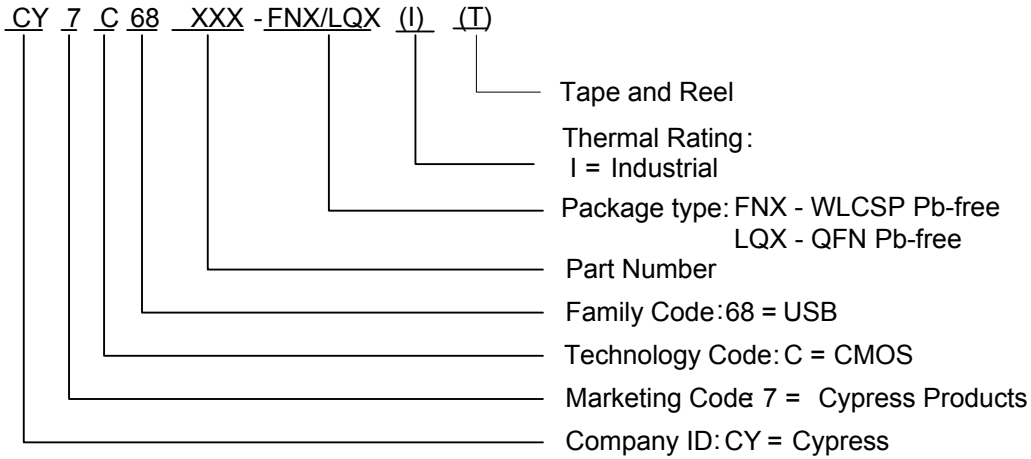 CY 7 C 68 XXX - FNX/LQX (I) (T)
Tape and Reel
Thermal Rating:
I = Industrial
Package type: FNX - WLCSP Pb-free
LQX - QFN Pb-free
Part Number
Family Code: 68 = USB
Technology Code: C = CMOS
Marketing Code: 7 = Cypress Products
Company ID: CY = Cypress